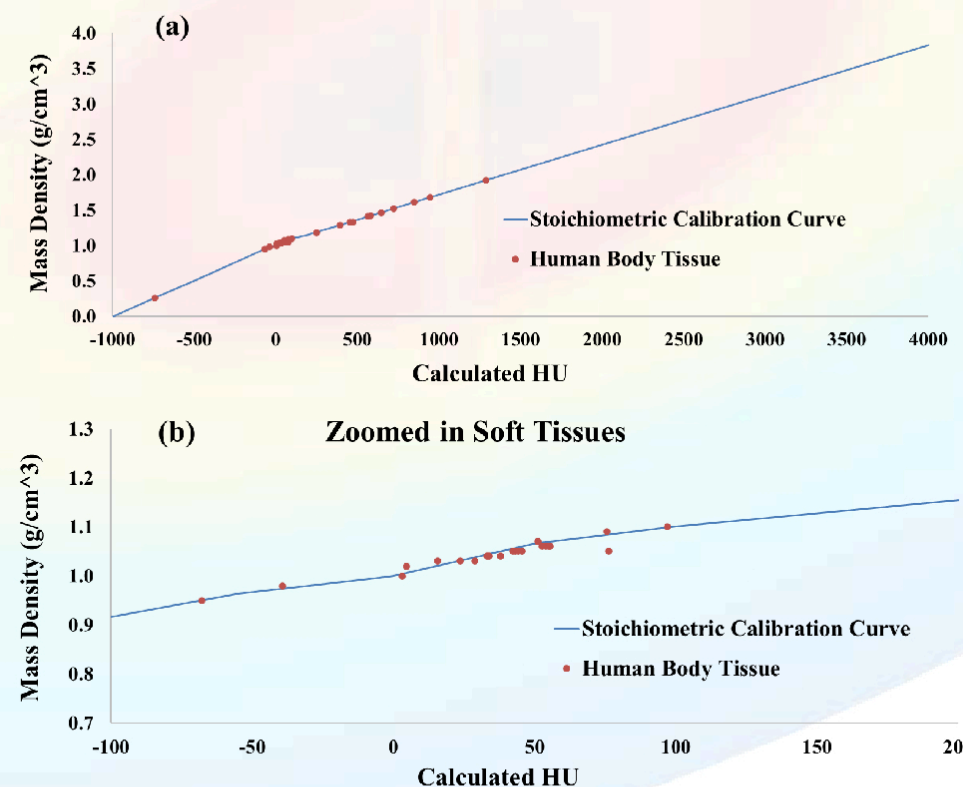 (a)
4.0
3.5
3.0
2.5
2.0
1.5
1.0
0.5
0.0
Mass Density (g/cm^3)
Stoichiometric Calibration Curve
Human Body Tissue
-1000 -500 0 500 1000 1500 2000 2500 3000 3500 4000
Calculated HU
(b) Zoomed in Soft Tissues
1.3
1.2
1.1
1.0
0.9
0.8
0.7
Mass Density (g/cm^3)
Stoichiometric Calibration Curve
Human Body Tissue
-100 -50 0 50 100 150 20
Calculated HU